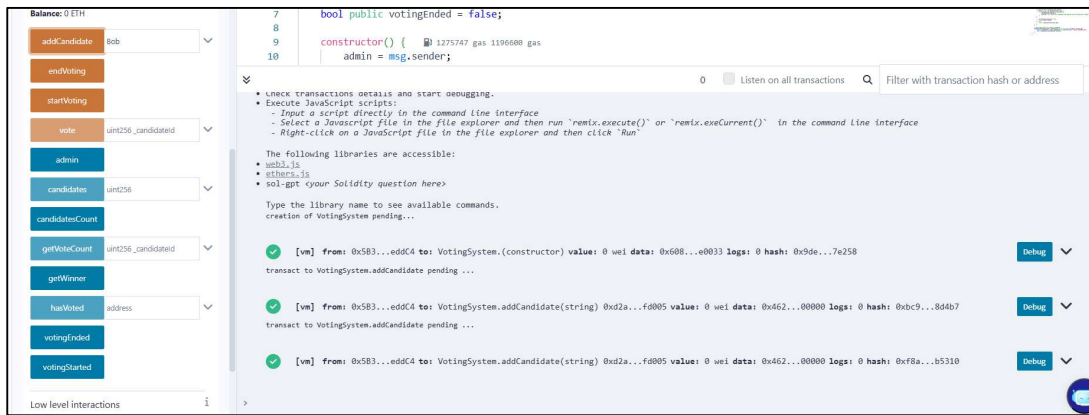 Balance: 0 ETH
addCandidate Bob
endVoting
startVoting
vote uint256 _candidateId
admin
candidates uint256
candidatesCount
getVoteCount uint256 _candidateId
getWinner
hasVoted address
votingEnded
votingStarted
Low level interactions i
7 bool public votingEnded = false;
8
9 constructor() { 1275747 gas 1196600 gas
10 admin = msg.sender;
0 Listen on all transactions Filter with transaction hash or address
• Check transactions details and start debugging.
• Execute JavaScript scripts:
- Input a script directly in the command line interface
- Select a Javascript file in the file explorer and then run `remix.execute()` or `remix.exeCurrent()` in the command line interface
- Right-click on a JavaScript file in the file explorer and then click `Run`
The following libraries are accessible:
• web3.js
• ethers.js
• sol-gpt <your Solidity question here>
Type the library name to see available commands.
creation of VotingSystem pending...
[vm] from: 0x5B3...eddC4 to: VotingSystem.(constructor) value: 0 wei data: 0x608...e0033 logs: 0 hash: 0x9de...7e258 Debug
transact to VotingSystem.addCandidate pending ...
[vm] from: 0x5B3...eddC4 to: VotingSystem.addCandidate(string) 0xd2a...fd005 value: 0 wei data: 0x462...00000 logs: 0 hash: 0xbc9...8d4b7 Debug
transact to VotingSystem.addCandidate pending ...
[vm] from: 0x5B3...eddC4 to: VotingSystem.addCandidate(string) 0xd2a...fd005 value: 0 wei data: 0x462...00000 logs: 0 hash: 0xf8a...b5310 Debug
>